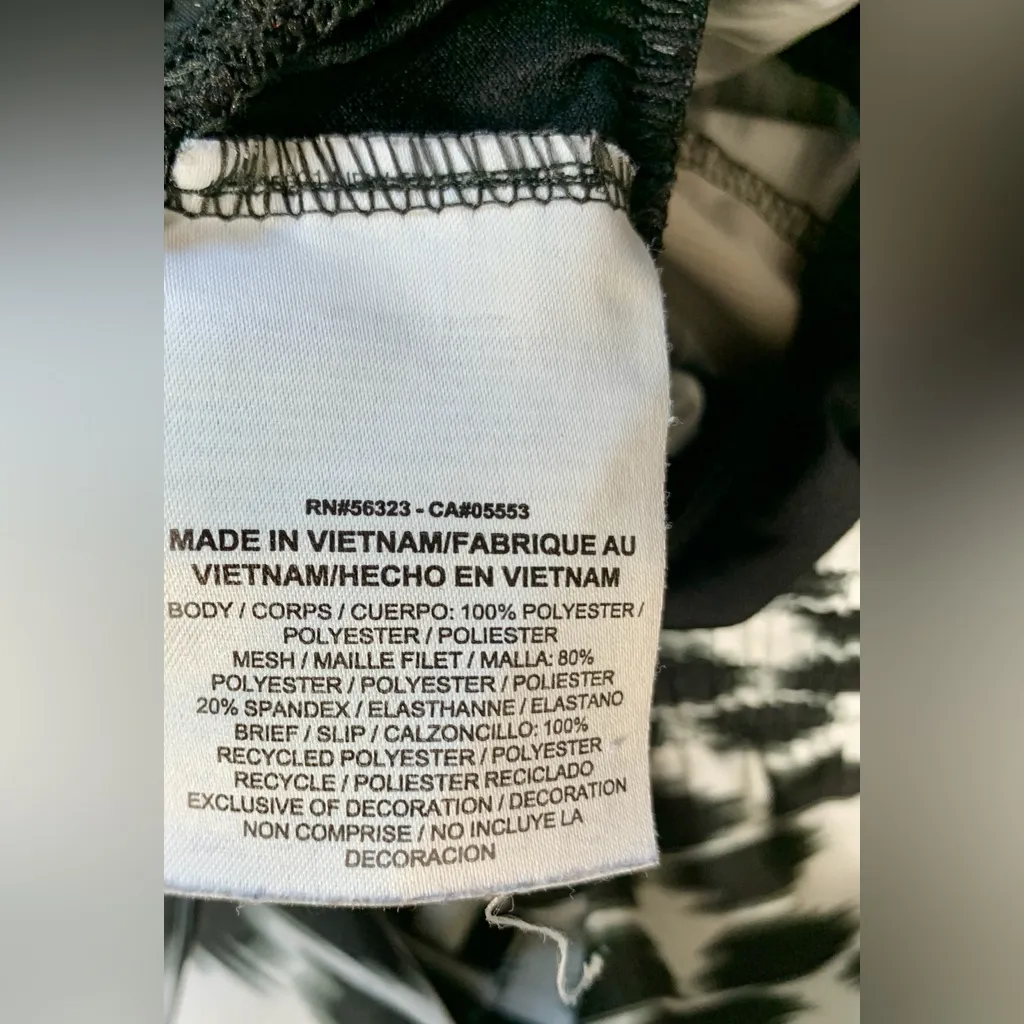 RN#56323 - CA#05553
MADE IN VIETNAM/FABRIQUE AU
VIETNAM/HECHO EN VIETNAM
BODY / CORPS / CUERPO: 100% POLYESTER /
POLYESTER / POLIESTER
MESH / MAILLE FILET / MALLA: 80%
POLYESTER / POLYESTER / POLIESTER
20% SPANDEX / ELASTHANNE / ELASTANO
BRIEF / SLIP / CALZONCILLO: 100%
RECYCLED POLYESTER / POLYESTER
RECYCLE / POLIESTER RECICLADO
EXCLUSIVE OF DECORATION / DECORATION
NON COMPRISE / NO INCLUYE LA
DECORACION